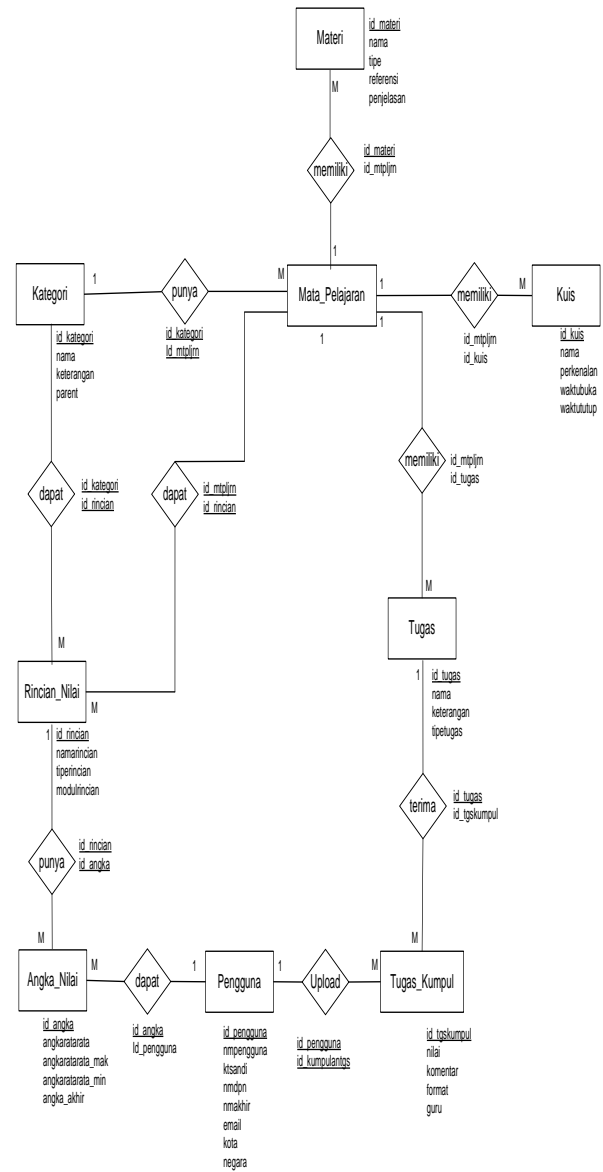 Materi
id_materi
nama
tipe
referensi
penjelasan
M
memiliki
id_materi
id_mtpljrn
1
Kategori
1
punya
M
Mata_Pelajaran
1
memiliki
M
Kuis
id_kategori
nama
keterangan
parent
id_kategori
Id_mtpljrn
1
1
id_mtpljrn
id_kuis
id_kuis
nama
perkenalan
waktubuka
waktututup
dapat
id_kategori
id_rincian
dapat
id_mtpljrn
id_rincian
memiliki
id_mtpljrn
id_tugas
M
M
Tugas
Rincian_Nilai
M
1
id_rincian
namarincian
tiperincian
modulrincian
1
id_tugas
nama
keterangan
tipetugas
terima
id_tugas
id_tgskumpul
punya
id_rincian
id_angka
M
M
Angka_Nilai
M
dapat
1
Pengguna
1
Upload
M
Tugas_Kumpul
id_angka
angkaratarata
angkaratarata_mak
angkaratarata_min
angka_akhir
id_angka
Id_pengguna
id_pengguna
nmpengguna
ktsandi
nmdpn
nmakhir
email
kota
negara
id_pengguna
id_kumpulantgs
id_tgskumpul
nilai
komentar
format
guru